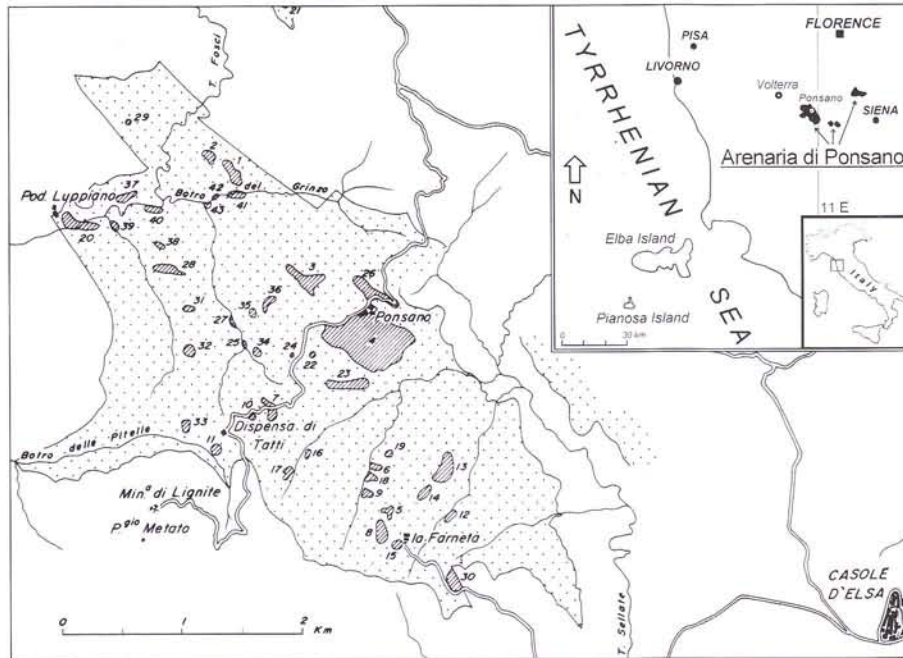 21
T. Fosci
29
2
1
37
42
Botro del Grinzo
Pod. Luppiano
40
43
41
20
39
38
28
3
26
31
35
36
Ponsano
27
4
32
25
34
24
22
23
7
10
33
Dispensa di
Tatti
11
Botro delle Pitelle
16
19
17
6
13
18
9
14
Min.ª di Lignite
5
12
P.gio Metato
8
15
la Farneta
30
0 1 2
Km
T. Sellate
CASOLE
D'ELSA
TYRRHENIAN
SEA
FLORENCE
PISA
LIVORNO
Volterra
Ponsano
SIENA
Arenaria di Ponsano
N
11 E
Elba Island
Pianosa Island
0 30 km
Italy